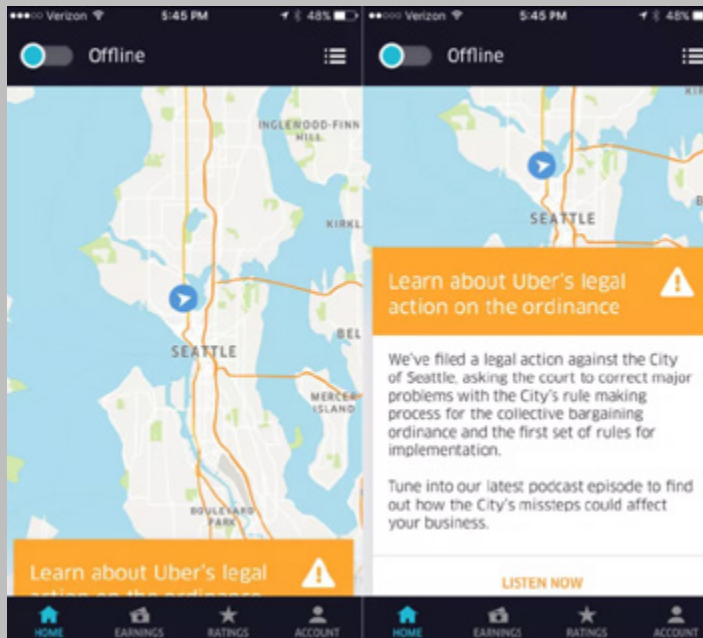 Verizon
5:45 PM
48%
Offline
INGLEWOOD-FINN
HILL
KIRKL
SEATTLE
BEL
MERCER
ISLAND
BOULEVARD
PARK
Learn about Uber's legal
action on the ordinance
HOME
EARNINGS
RATINGS
ACCOUNT
Verizon
5:45 PM
48%
Offline
KIR
SEATTLE
B
Learn about Uber's legal
action on the ordinance
We've filed a legal action against the City
of Seattle, asking the court to correct major
problems with the City's rule making
process for the collective bargaining
ordinance and the first set of rules for
implementation.
Tune into our latest podcast episode to find
out how the City's missteps could affect
your business.
LISTEN NOW
HOME
EARNINGS
RATINGS
ACCOUNT